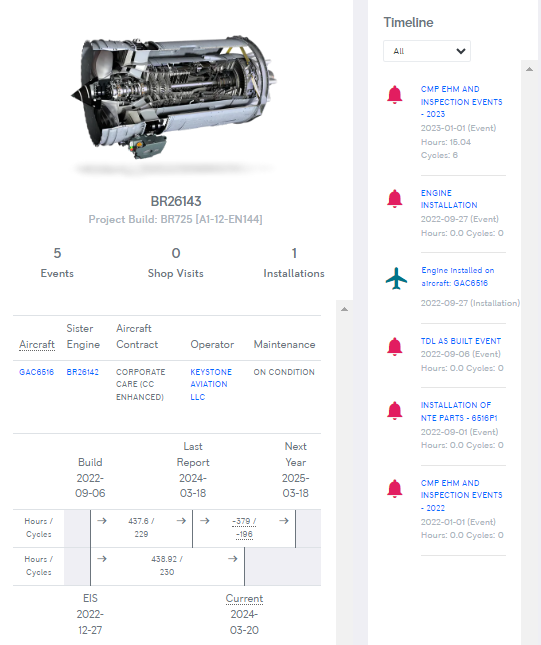 BR26143
Project Build: BR725 [A1-12-EN144]
5 0 1
Events Shop Visits Installations
Aircraft Sister Engine Aircraft Contract Operator Maintenance
GAC6516 BR26142 CORPORATE CARE (CC ENHANCED) KEYSTONE AVIATION LLC ON CONDITION
Build 2022-09-06
Last Report 2024-03-18
Next Year 2025-03-18
Hours / Cycles → 437.6 / 229 → → -379 / -196 →
Hours / Cycles → 438.92 / 230 →
EIS 2022-12-27
Current 2024-03-20
Timeline
All
CMP EHM AND
INSPECTION EVENTS
- 2023
2023-01-01 (Event)
Hours: 15.04
Cycles: 6
ENGINE
INSTALLATION
2022-09-27 (Event)
Hours: 0.0 Cycles: 0
Engine installed on
aircraft: GAC6516
2022-09-27 (Installation)
TDL AS BUILT EVENT
2022-09-06 (Event)
Hours: 0.0 Cycles: 0
INSTALLATION OF
NTE PARTS - 6516P1
2022-09-01 (Event)
Hours: 0.0 Cycles: 0
CMP EHM AND
INSPECTION EVENTS
- 2022
2022-01-01 (Event)
Hours: 0.0 Cycles: 0